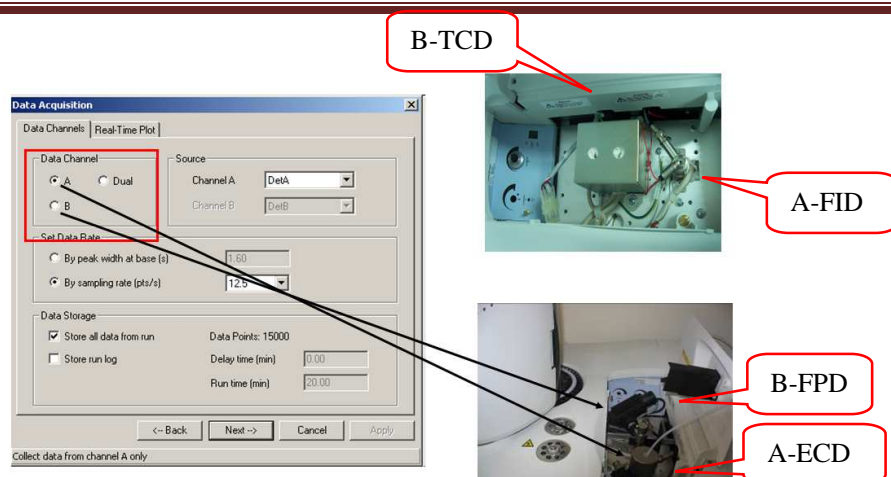 B-TCD
Data Acquisition
Data Channels Real-Time Plot
Data Channel
A Dual
B
Source
Channel A DetA
Channel B DetB
Set Data Rate
By peak width at base (s) 1.60
By sampling rate (pts/s) 12.5
Data Storage
Store all data from run Data Points: 15000
Store run log Delay time (min) 0.00
Run time (min) 20.00
<-- Back Next --> Cancel Apply
Collect data from channel A only
A-FID
B-FPD
A-ECD